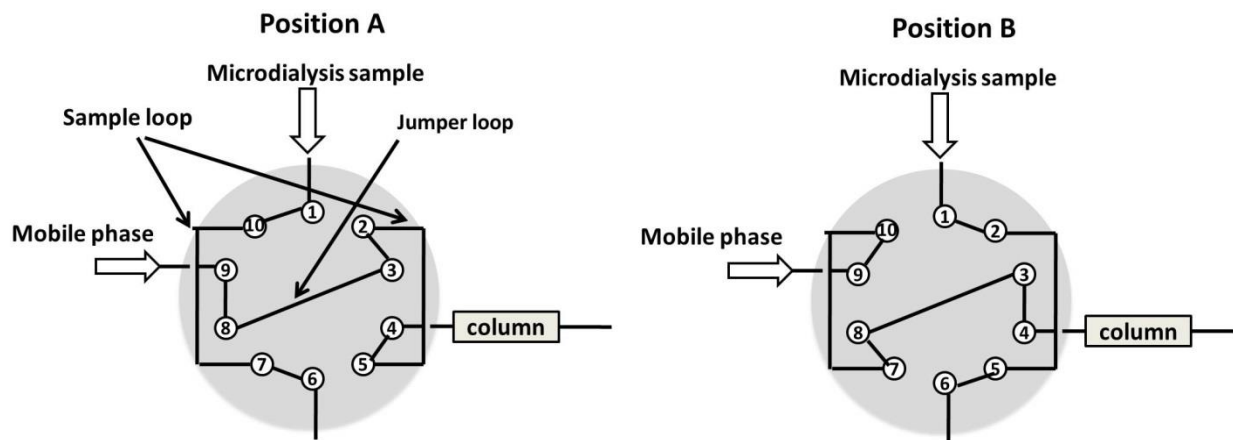 Position A
Microdialysis sample
Sample loop
Jumper loop
Mobile phase
column
1
2
3
4
5
6
7
8
9
10
Position B
Microdialysis sample
Mobile phase
column
1
2
3
4
5
6
7
8
9
10